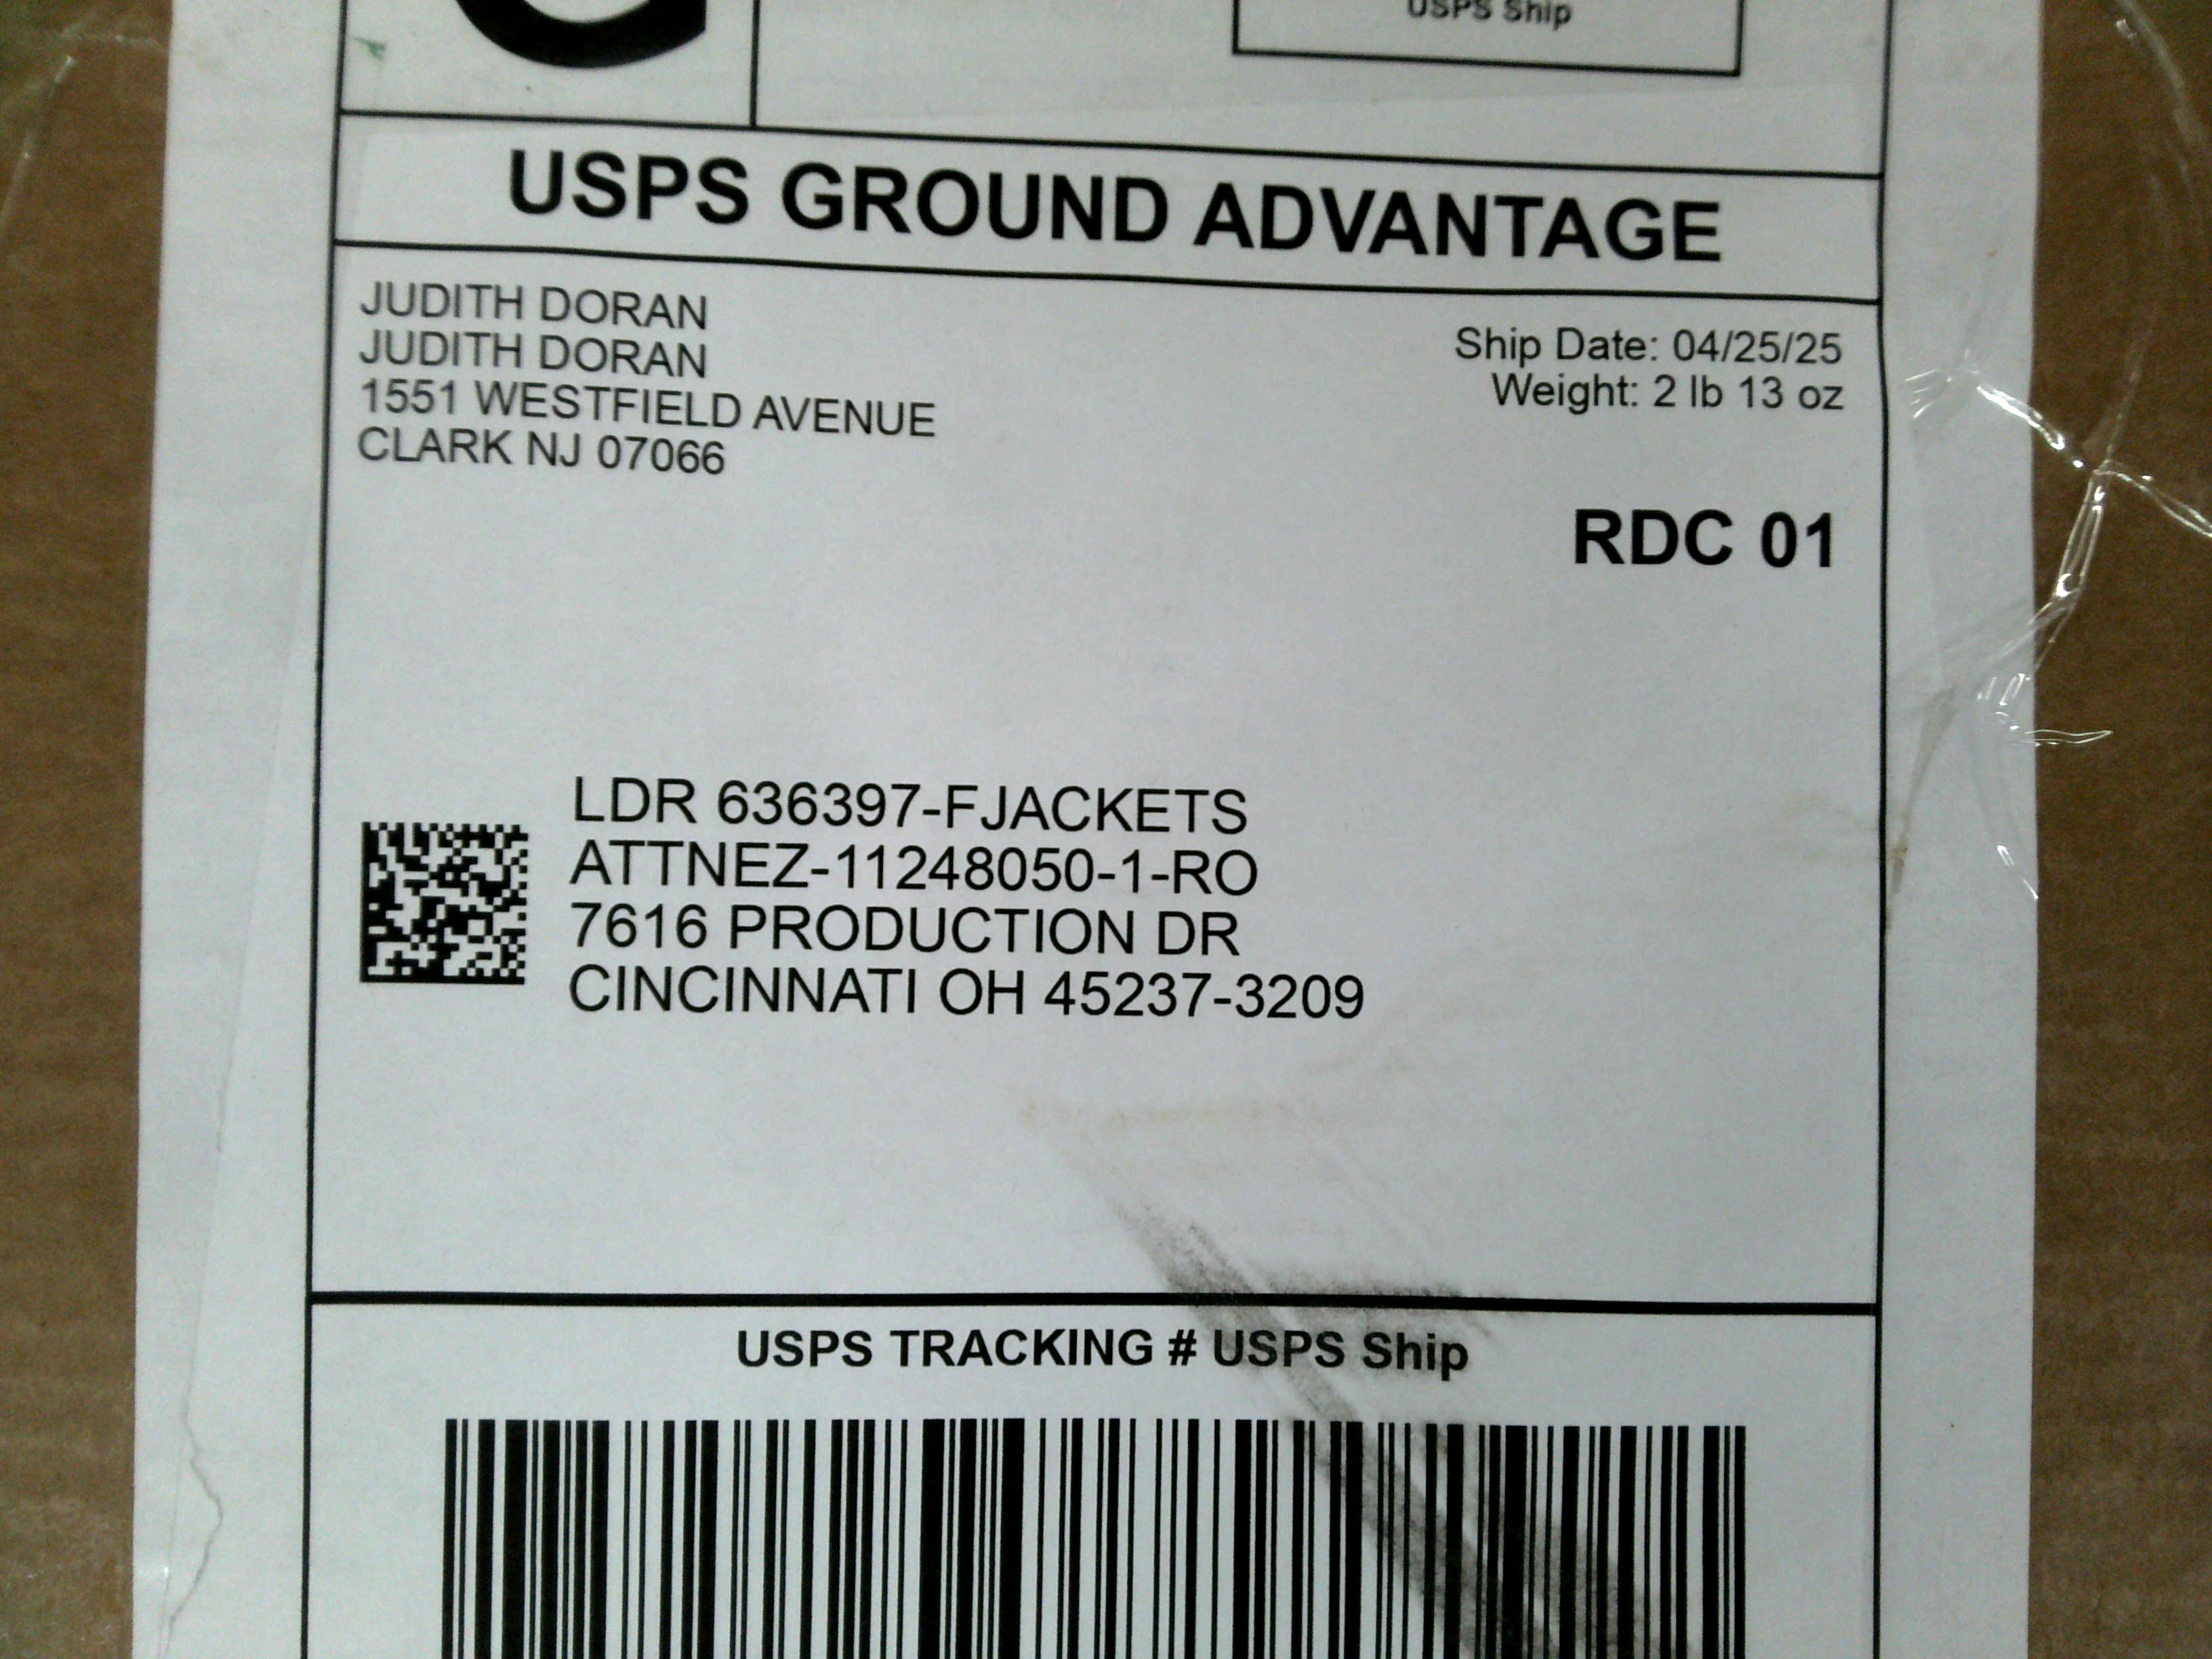 USPS Ship
USPS GROUND ADVANTAGE
JUDITH DORAN
JUDITH DORAN
1551 WESTFIELD AVENUE
CLARK NJ 07066
Ship Date: 04/25/25
Weight: 2 lb 13 oz
RDC 01
LDR 636397-FJACKETS
ATTNEZ-11248050-1-RO
7616 PRODUCTION DR
CINCINNATI OH 45237-3209
USPS TRACKING # USPS Ship